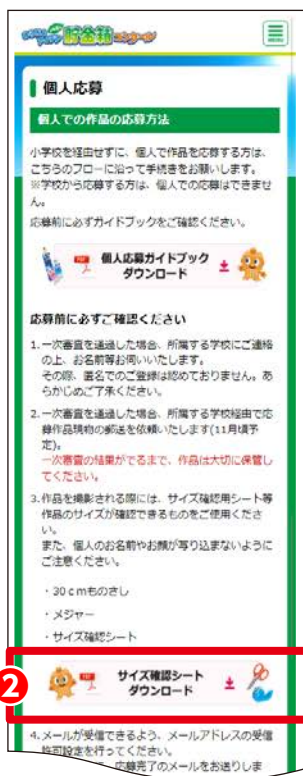 貯金箱コンクール
MENU
個人応募
個人での作品の応募方法
小学校を経由せずに、個人で作品を応募する方は、
こちらのフローに沿って手続きをお願いします。
※学校から応募する方は、個人での応募はできませ
ん。
応募前に必ずガイドブックをご確認ください。
PDF
個人応募ガイドブック
ダウンロード
応募前に必ずご確認ください
1.一次審査を通過した場合、所属する学校にご連絡
の上、お名前等お伺いいたします。
その際、匿名でのご登録は認めておりません。あ
らかじめご了承ください。
2.一次審査を通過した場合、所属する学校経由で応
募作品現物の郵送を依頼いたします(11月頃予
定)。
一次審査の結果がでるまで、作品は大切に保管し
てください。
3.作品を撮影される際には、サイズ確認用シート等
作品のサイズが確認できるものをご使用くださ
い。
また、個人のお名前やお顔が写り込まないように
ご注意ください。
・30cmものさし
・メジャー
・サイズ確認シート
2
PDF
サイズ確認シート
ダウンロード
4.メールが受信できるよう、メールアドレスの受信
許可設定を行ってください。
応募完了のメールをお送りしま